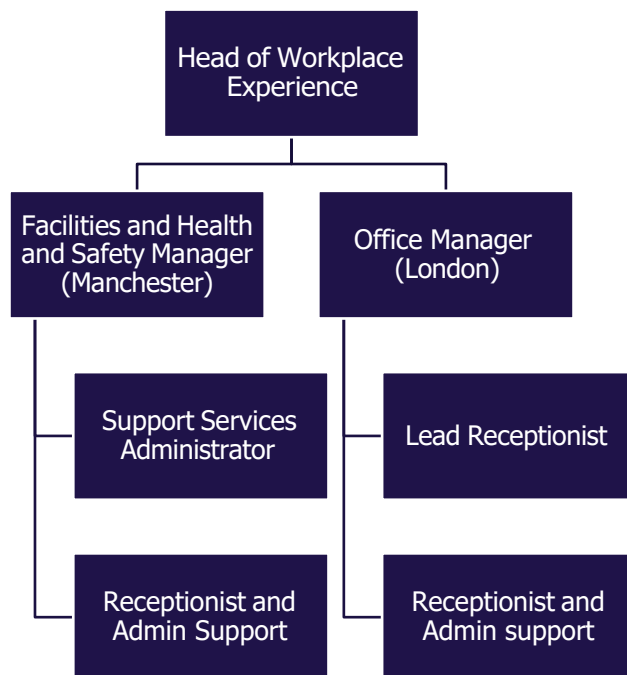 Head of Workplace
Experience
Facilities and Health
and Safety Manager
(Manchester)
Office Manager
(London)
Support Services
Administrator
Lead Receptionist
Receptionist and
Admin Support
Receptionist and
Admin support